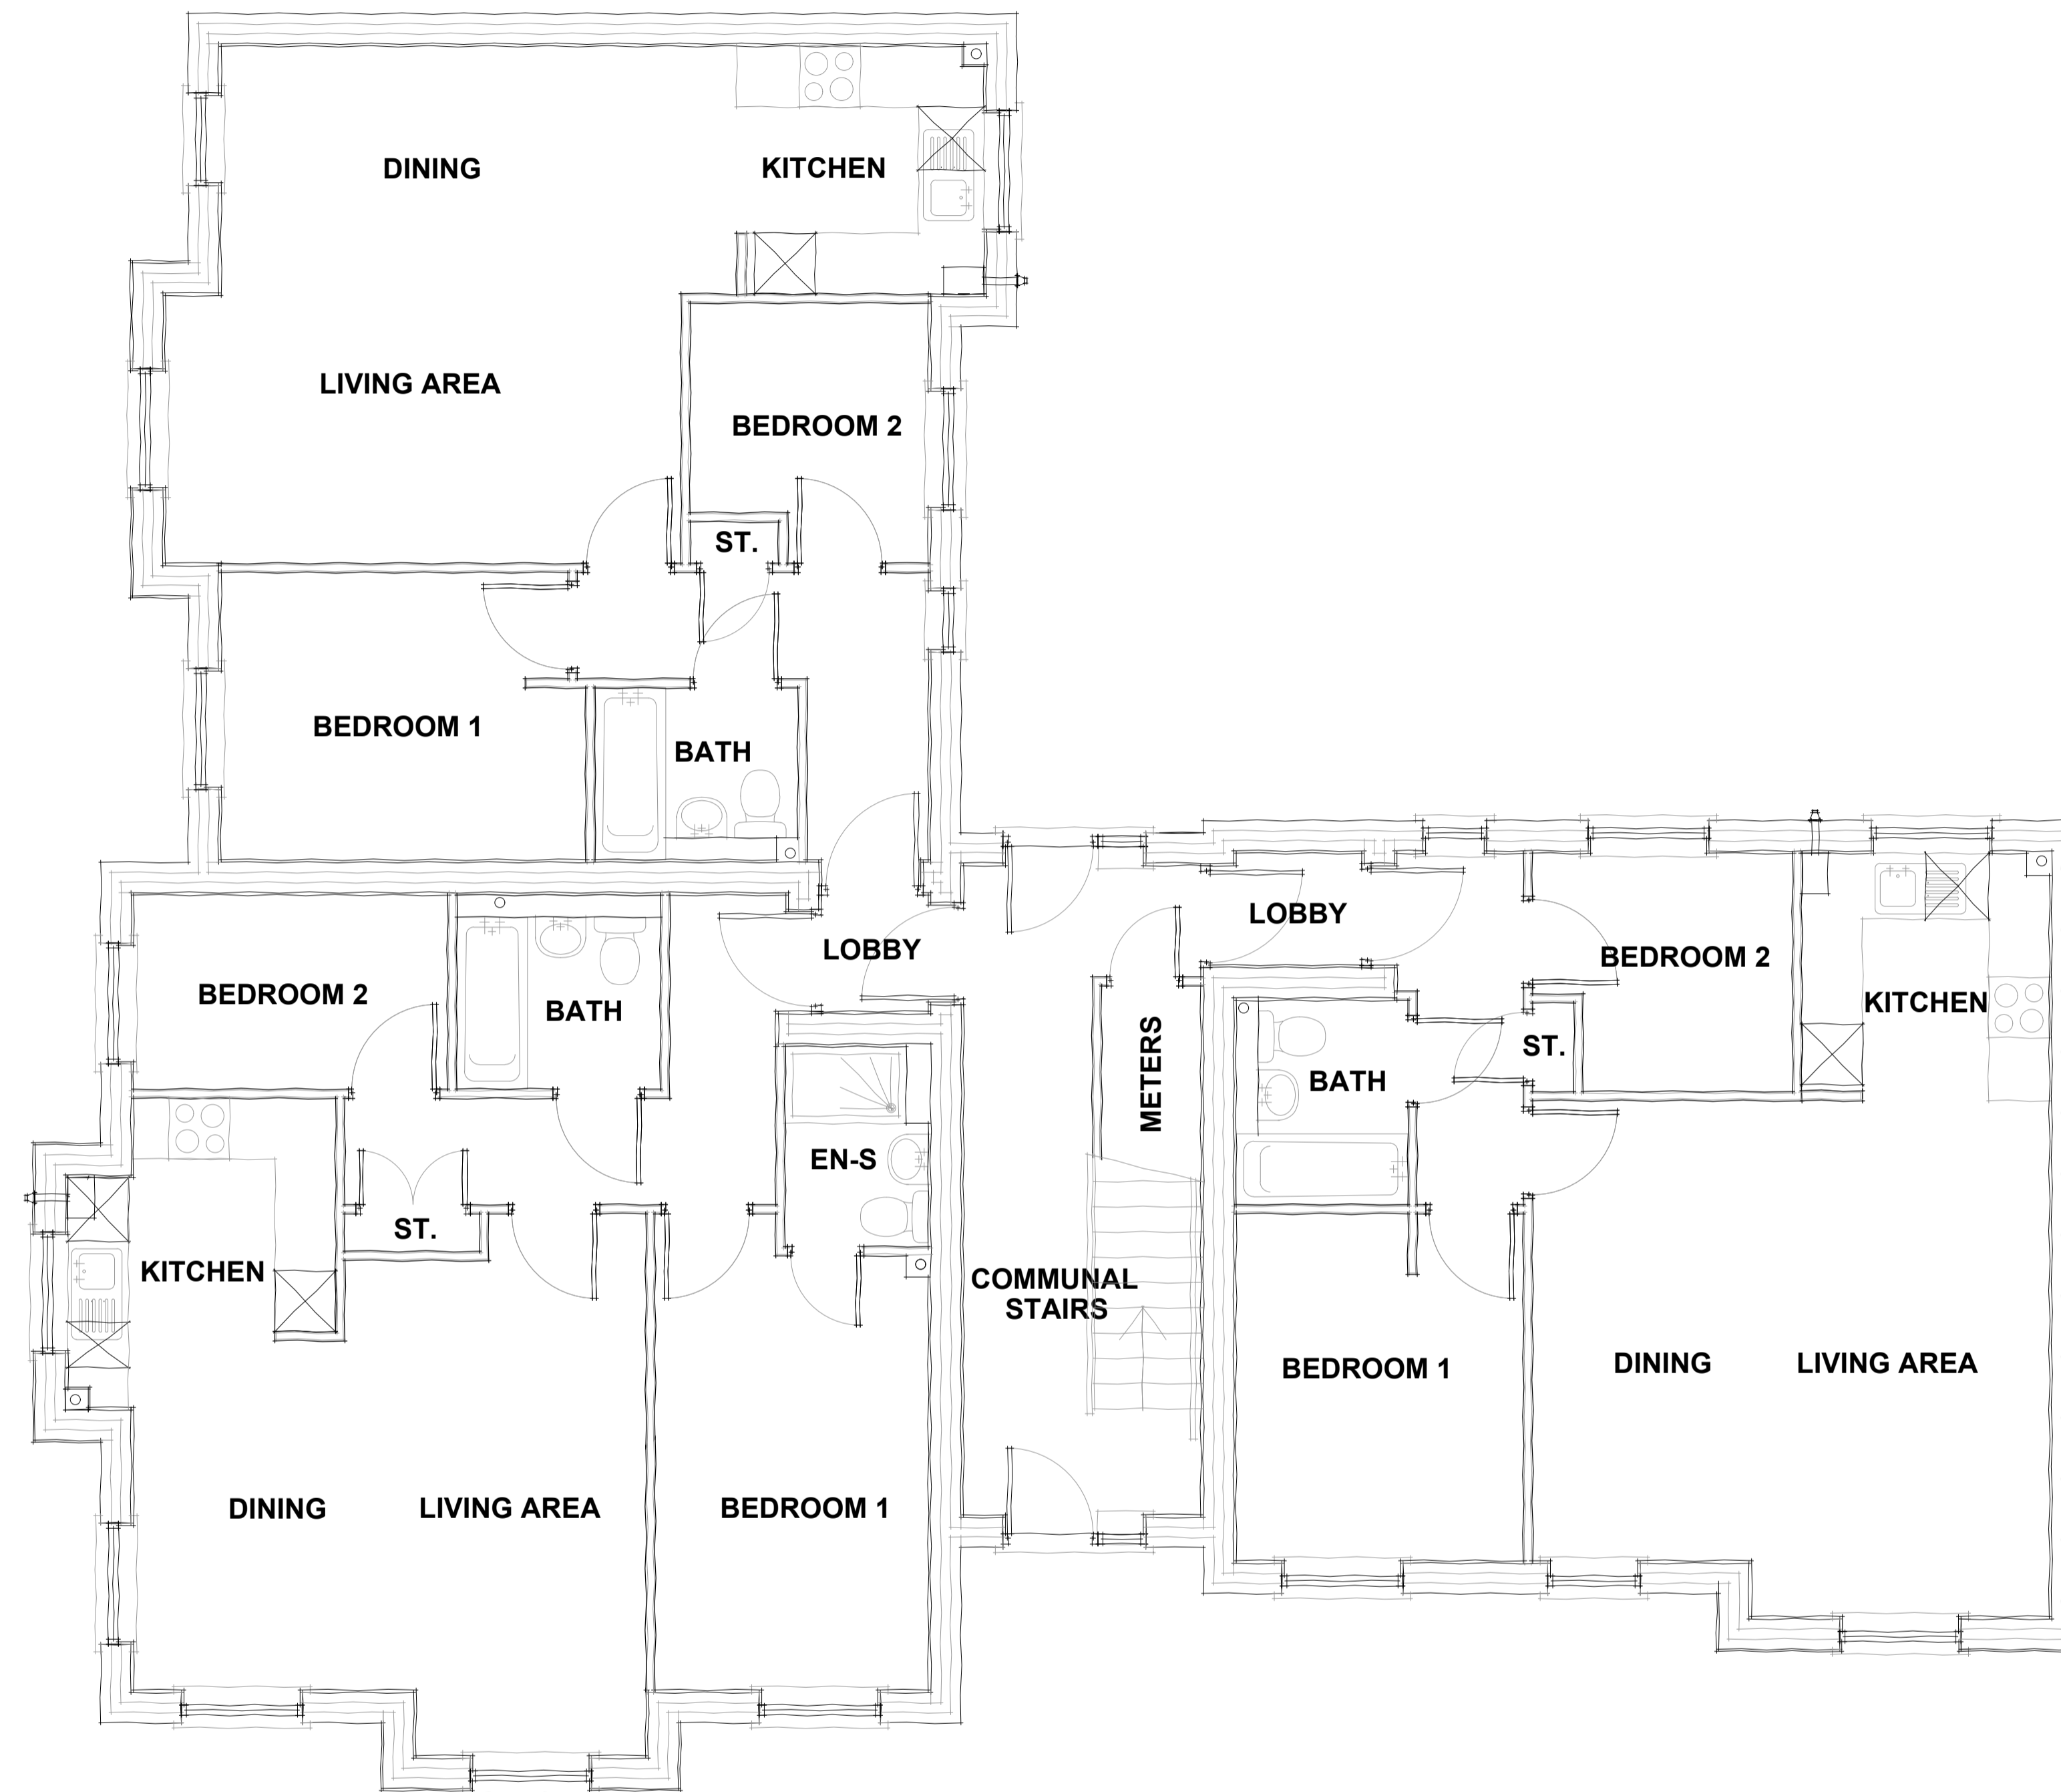 DINING
KITCHEN
LIVING AREA
BEDROOM 2
ST.
BEDROOM 1
BATH
LOBBY
LOBBY
BEDROOM 2
BEDROOM 2
BATH
KITCHEN
METERS
ST.
BATH
EN-S
ST.
KITCHEN
COMMUNAL
STAIRS
BEDROOM 1
DINING
LIVING AREA
DINING
LIVING AREA
BEDROOM 1